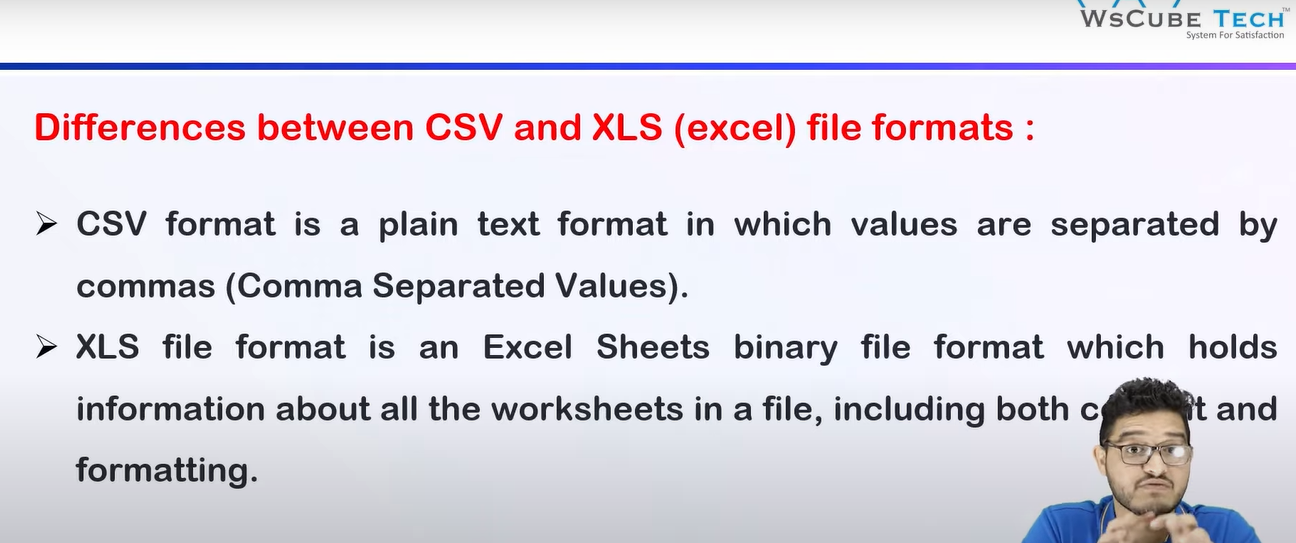 WsCube Tech™
System For Satisfaction
Differences between CSV and XLS (excel) file formats :
➢ CSV format is a plain text format in which values are separated by
commas (Comma Separated Values).
➢ XLS file format is an Excel Sheets binary file format which holds
information about all the worksheets in a file, including both and
formatting.